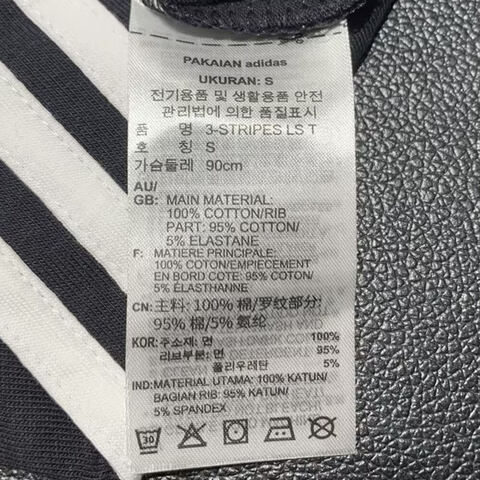 PAKAIAN adidas
UKURAN: S
전기용품 및 생활용품 안전
관리법에 의한 품질표시
품 명 3-STRIPES LS T
호 칭 S
가슴둘레 90cm
AU/
GB: MAIN MATERIAL:
100% COTTON/RIB
PART: 95% COTTON/
5% ELASTANE
F: MATIERE PRINCIPALE:
100% COTON/EMPIECEMENT
EN BORD COTE: 95% COTON/
5% ELASTHANNE
CN: 主料: 100% 棉/罗纹部分:
95% 棉/5% 氨纶
KOR: 주소재: 면 100%
리브부분: 면 95%
폴리우레탄 5%
IND: MATERIAL UTAMA: 100% KATUN/
BAGIAN RIB: 95% KATUN/
5% SPANDEX
30